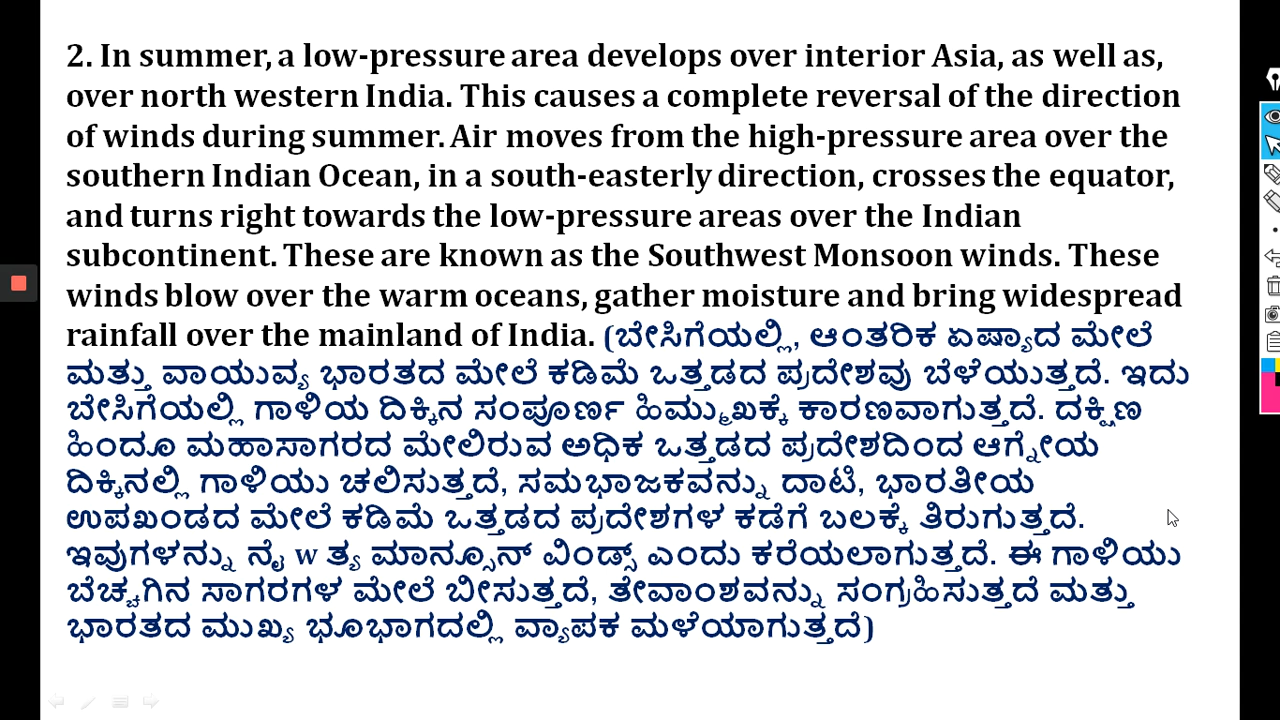 2. In summer, a low-pressure area develops over interior Asia, as well as,
over north western India. This causes a complete reversal of the direction
of winds during summer. Air moves from the high-pressure area over the
southern Indian Ocean, in a south-easterly direction, crosses the equator,
and turns right towards the low-pressure areas over the Indian
subcontinent. These are known as the Southwest Monsoon winds. These
winds blow over the warm oceans, gather moisture and bring widespread
rainfall over the mainland of India. (ಬೇಸಿಗೆಯಲ್ಲಿ, ಆಂತರಿಕ ಏಷ್ಯಾದ ಮೇಲೆ
ಮತ್ತು ವಾಯುವ್ಯ ಭಾರತದ ಮೇಲೆ ಕಡಿಮೆ ಒತ್ತಡದ ಪ್ರದೇಶವು ಬೆಳೆಯುತ್ತದೆ. ಇದು
ಬೇಸಿಗೆಯಲ್ಲಿ ಗಾಳಿಯ ದಿಕ್ಕಿನ ಸಂಪೂರ್ಣ ಹಿಮ್ಮುಖಕ್ಕೆ ಕಾರಣವಾಗುತ್ತದೆ. ದಕ್ಷಿಣ
ಹಿಂದೂ ಮಹಾಸಾಗರದ ಮೇಲಿರುವ ಅಧಿಕ ಒತ್ತಡದ ಪ್ರದೇಶದಿಂದ ಆಗ್ನೇಯ
ದಿಕ್ಕಿನಲ್ಲಿ ಗಾಳಿಯು ಚಲಿಸುತ್ತದೆ, ಸಮಭಾಜಕವನ್ನು ದಾಟಿ, ಭಾರತೀಯ
ಉಪಖಂಡದ ಮೇಲೆ ಕಡಿಮೆ ಒತ್ತಡದ ಪ್ರದೇಶಗಳ ಕಡೆಗೆ ಬಲಕ್ಕೆ ತಿರುಗುತ್ತದೆ.
ಇವುಗಳನ್ನು ನೈ w ತ್ಯ ಮಾನ್ಸೂನ್ ವಿಂಡ್ಸ್ ಎಂದು ಕರೆಯಲಾಗುತ್ತದೆ. ಈ ಗಾಳಿಯು
ಬೆಚ್ಚಗಿನ ಸಾಗರಗಳ ಮೇಲೆ ಬೀಸುತ್ತದೆ, ತೇವಾಂಶವನ್ನು ಸಂಗ್ರಹಿಸುತ್ತದೆ ಮತ್ತು
ಭಾರತದ ಮುಖ್ಯ ಭೂಭಾಗದಲ್ಲಿ ವ್ಯಾಪಕ ಮಳೆಯಾಗುತ್ತದೆ)